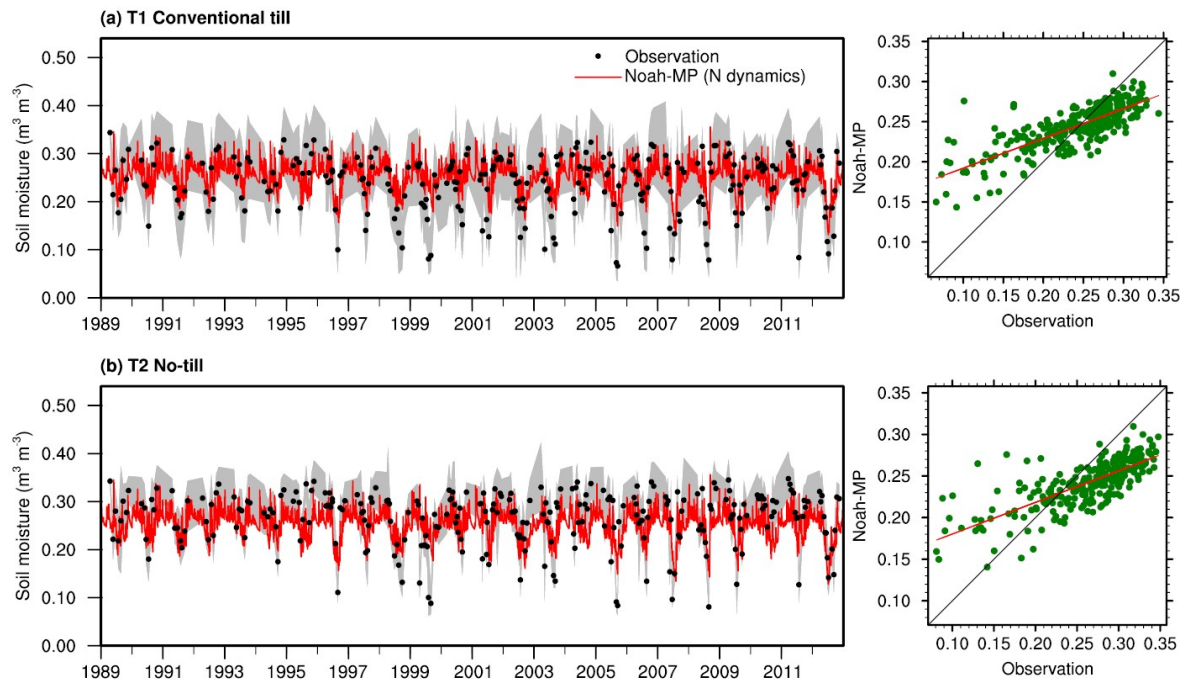 (a) T1 Conventional till
Soil moisture (m³ m⁻³)
0.50
0.40
0.30
0.20
0.10
0.00
Observation
Noah-MP (N dynamics)
1989 1991 1993 1995 1997 1999 2001 2003 2005 2007 2009 2011
Noah-MP
0.35
0.30
0.25
0.20
0.15
0.10
0.10 0.15 0.20 0.25 0.30 0.35
Observation
(b) T2 No-till
Soil moisture (m³ m⁻³)
0.50
0.40
0.30
0.20
0.10
0.00
1989 1991 1993 1995 1997 1999 2001 2003 2005 2007 2009 2011
Noah-MP
0.35
0.30
0.25
0.20
0.15
0.10
0.10 0.15 0.20 0.25 0.30 0.35
Observation